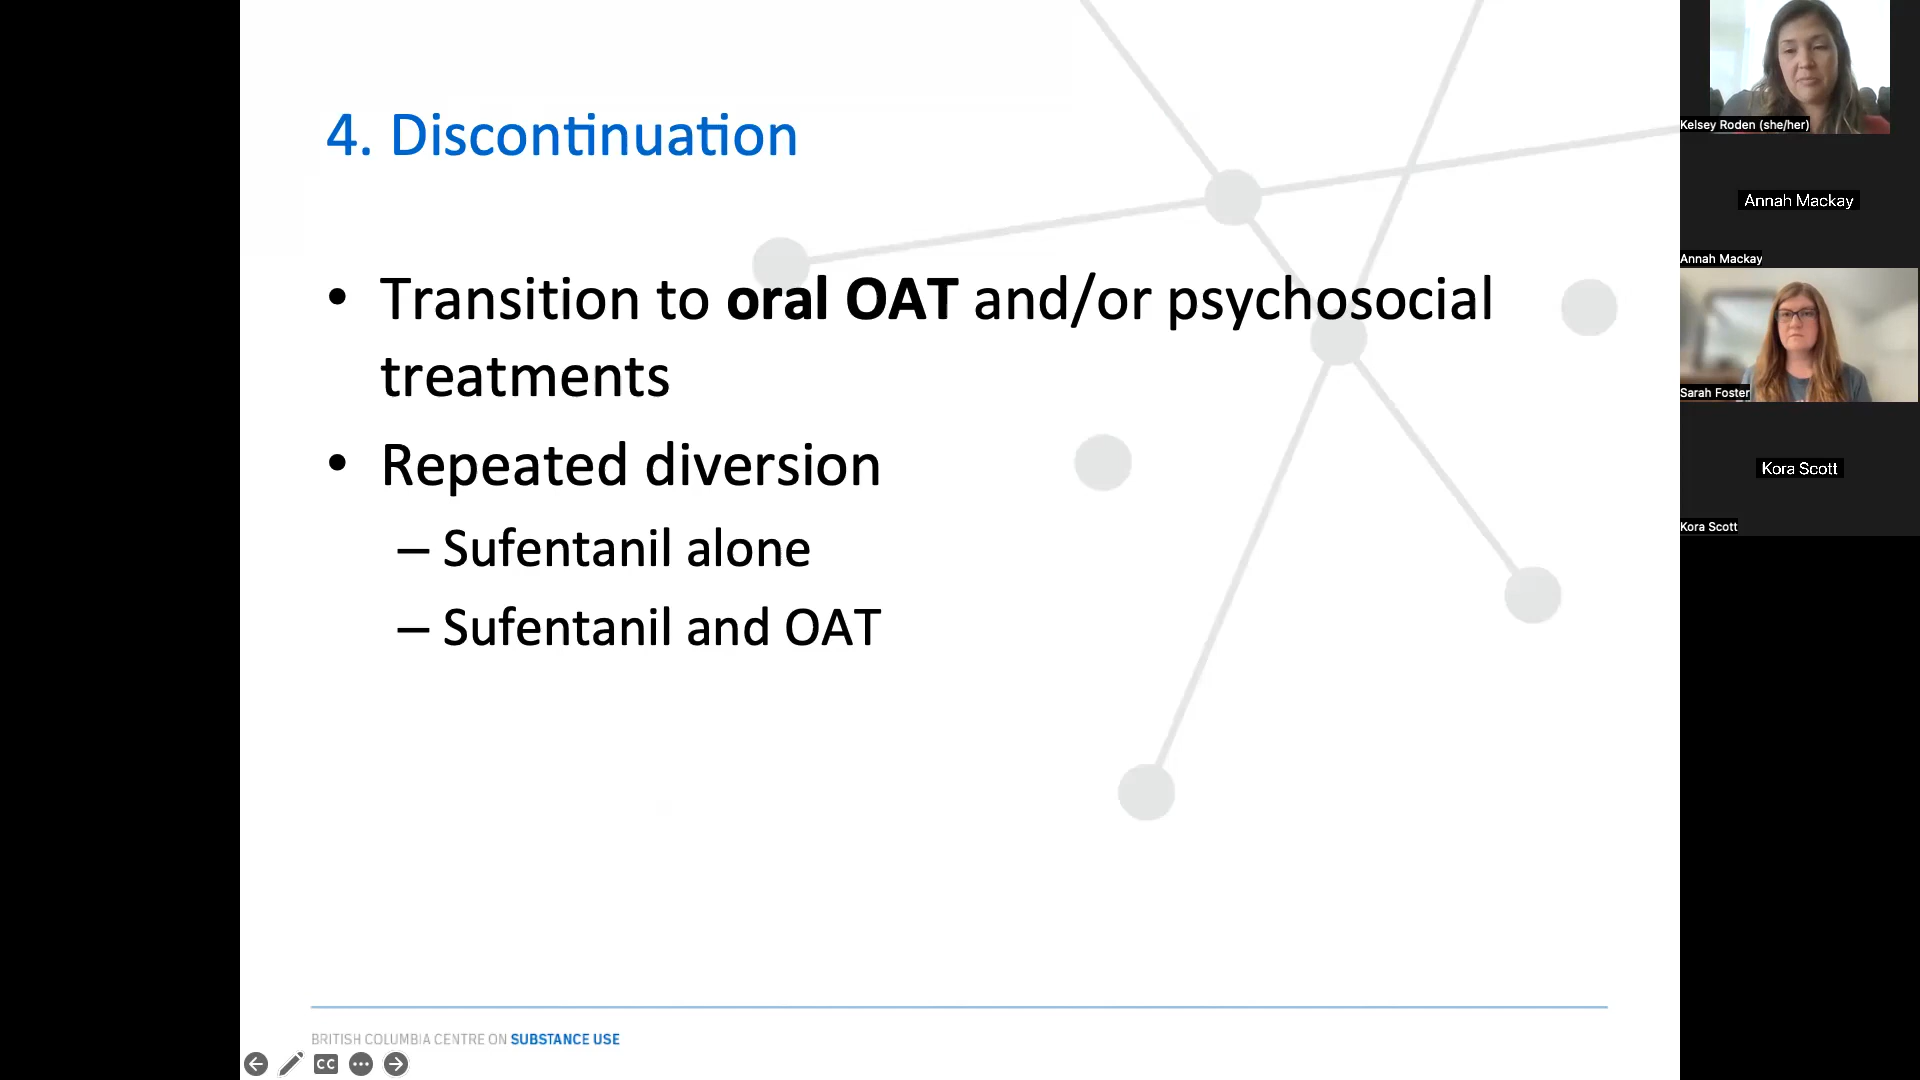 4. Discontinuation
• Transition to oral OAT and/or psychosocial
treatments
• Repeated diversion
– Sufentanil alone
– Sufentanil and OAT
BRITISH COLUMBIA CENTRE ON SUBSTANCE USE
CC
Kelsey Roden (she/her)
Annah Mackay
Annah Mackay
Sarah Foster
Kora Scott
Kora Scott